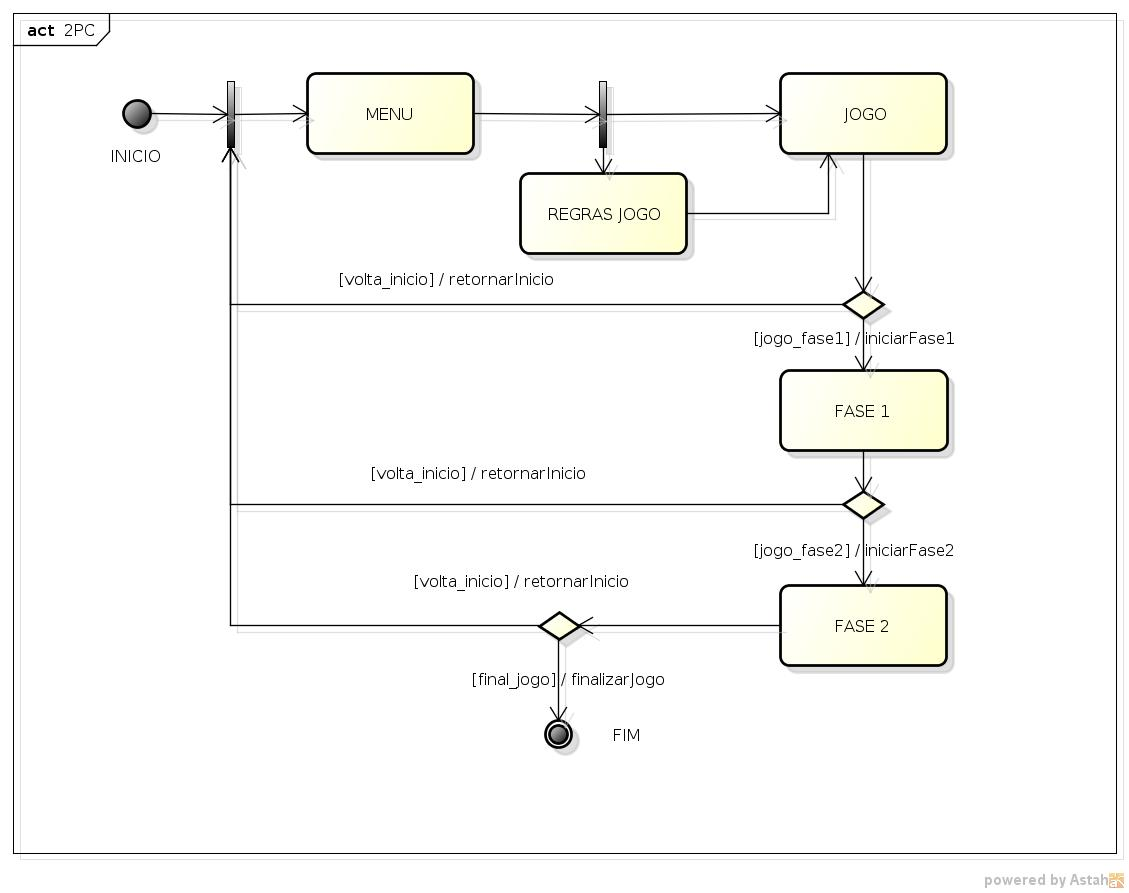 act 2PC
INICIO
MENU
JOGO
REGRAS JOGO
[volta_inicio] / retornarInicio
[jogo_fase1] / iniciarFase1
FASE 1
[volta_inicio] / retornarInicio
[jogo_fase2] / iniciarFase2
[volta_inicio] / retornarInicio
FASE 2
[final_jogo] / finalizarJogo
FIM
powered by Astah